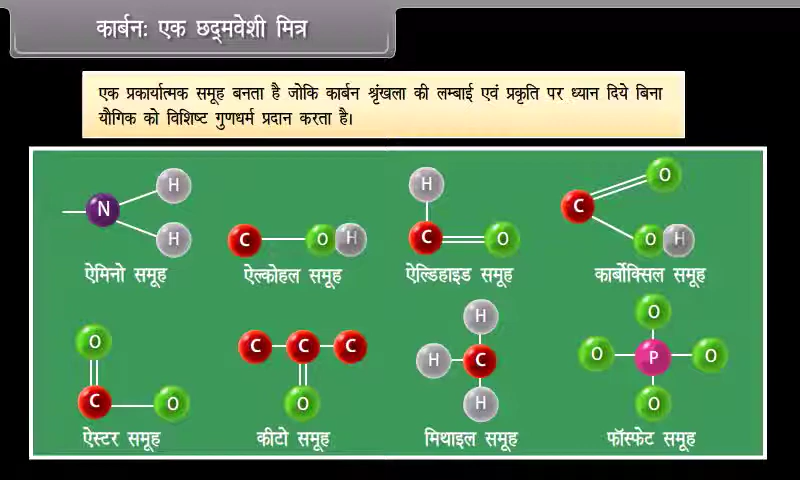 कार्बन: एक छद्मवेशी मित्र
एक प्रकार्यात्मक समूह बनता है जोकि कार्बन श्रृंखला की लम्बाई एवं प्रकृति पर ध्यान दिये बिना
यौगिक को विशिष्ट गुणधर्म प्रदान करता है।
N H H
C O H
H C O
C O O H
ऐमिनो समूह
ऐल्कोहल समूह
ऐल्डिहाइड समूह
कार्बोक्सिल समूह
O C O
C C C O
H H C H
O O P O O
ऐस्टर समूह
कीटो समूह
मिथाइल समूह
फॉस्फेट समूह